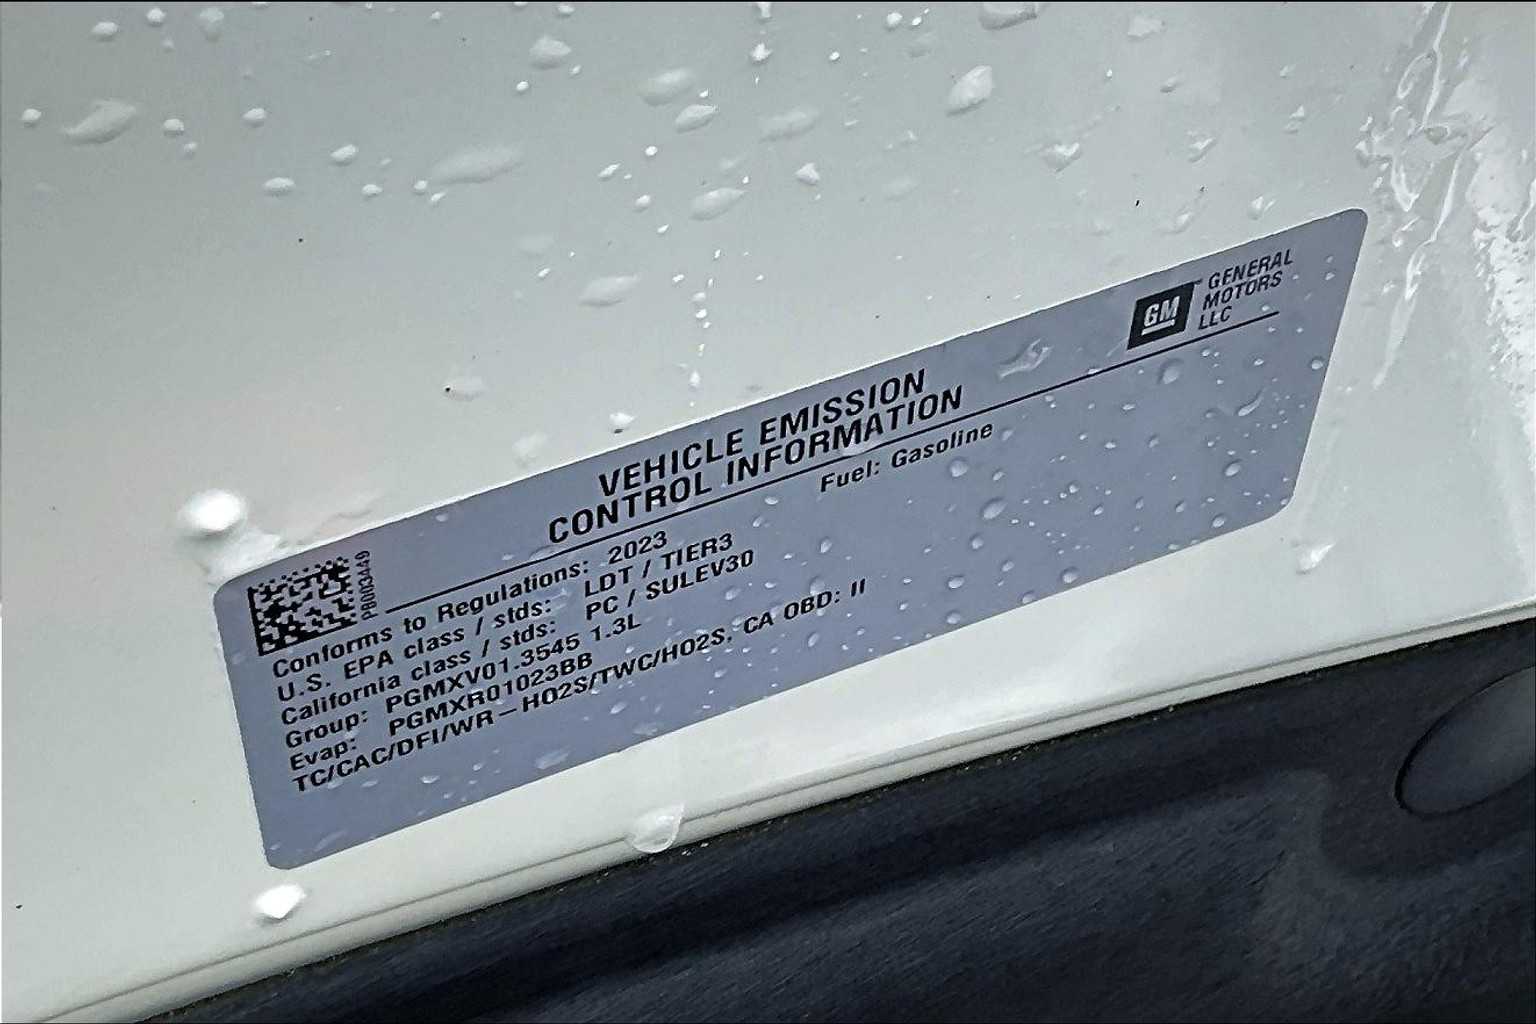 GM
GENERAL
MOTORS
LLC
VEHICLE EMISSION
CONTROL INFORMATION
Fuel: Gasoline
P8003449
Conforms to Regulations: 2023
U.S. EPA class / stds: LDT / TIER3
California class / stds: PC / SULEV30
Group: PGMXV01.3545 1.3L
Evap: PGMXR01023BB
TC/CAC/DFI/WR-HO2S/TWC/HO2S, CA OBD: II